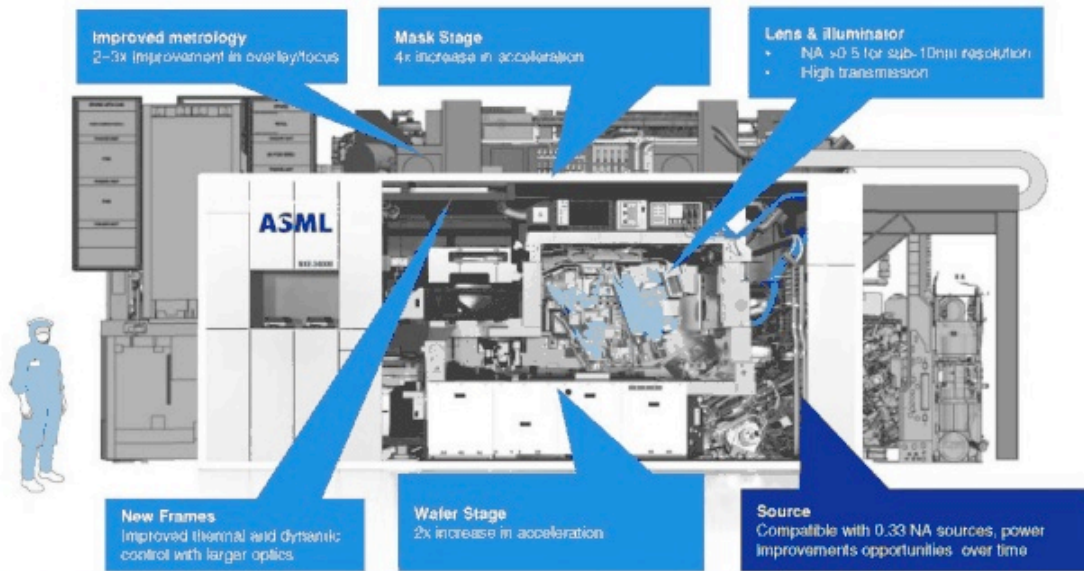 Improved metrology
2–3x improvement in overlay/focus
Mask Stage
4x increase in acceleration
Lens & illuminator
• NA >0.5 for sub-10nm resolution
• High transmission
ASML
New Frames
Improved thermal and dynamic
control with larger optics
Wafer Stage
2x increase in acceleration
Source
Compatible with 0.33 NA sources, power
improvements opportunities over time